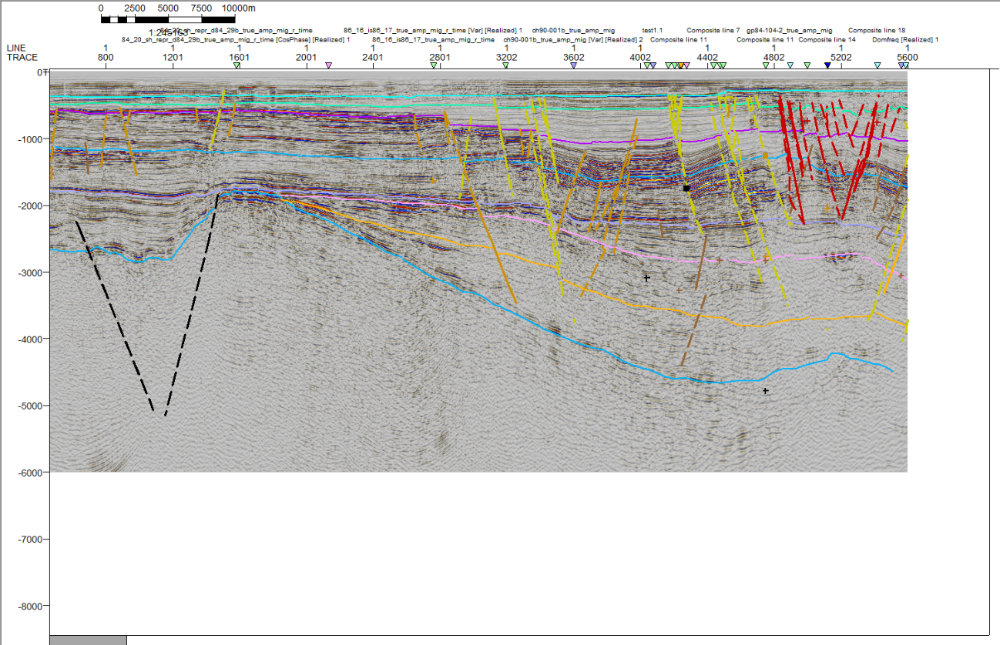 0 2500 5000 7500 10000m
84_20_sh_repr_d84_29b_true_amp_mig_r_time 86_16_is86_17_true_amp_mig_r_time [Var] [Realized] 1 ch90-001b_true_amp_mig test1.1 Composite line 7 gp84-104-2_true_amp_mig Composite line 18
1:245163
84_20_sh_repr_d84_29b_true_amp_mig_r_time [CosPhase] [Realized] 1 86_16_is86_17_true_amp_mig_r_time ch90-001b_true_amp_mig [Var] [Realized] 2 Composite line 11 Composite line 11 Composite line 14 Domfreq [Realized] 1
LINE 1 1 1 1 1 1 1 1 1 1 1 1 1
TRACE 800 1201 1601 2001 2401 2801 3202 3602 4002 4402 4802 5202 5600
0
-1000
-2000
-3000
-4000
-5000
-6000
-7000
-8000